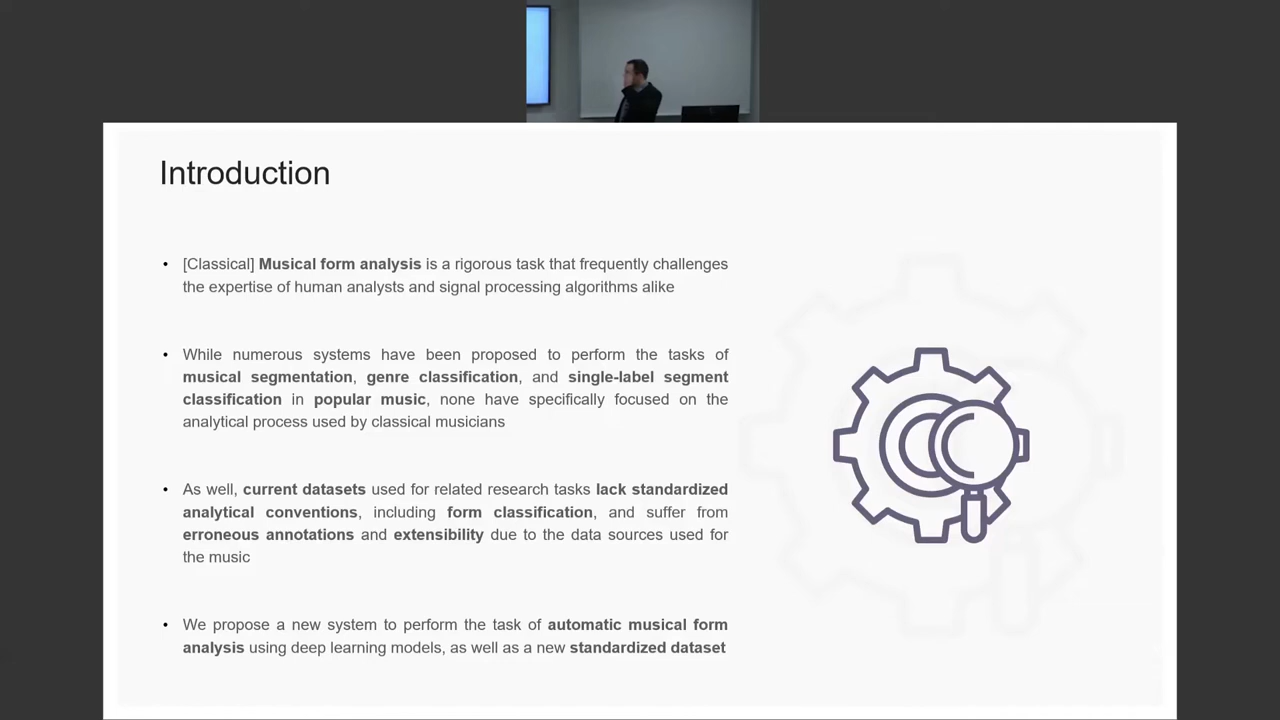 Introduction
• [Classical] Musical form analysis is a rigorous task that frequently challenges
the expertise of human analysts and signal processing algorithms alike
• While numerous systems have been proposed to perform the tasks of
musical segmentation, genre classification, and single-label segment
classification in popular music, none have specifically focused on the
analytical process used by classical musicians
• As well, current datasets used for related research tasks lack standardized
analytical conventions, including form classification, and suffer from
erroneous annotations and extensibility due to the data sources used for
the music
• We propose a new system to perform the task of automatic musical form
analysis using deep learning models, as well as a new standardized dataset